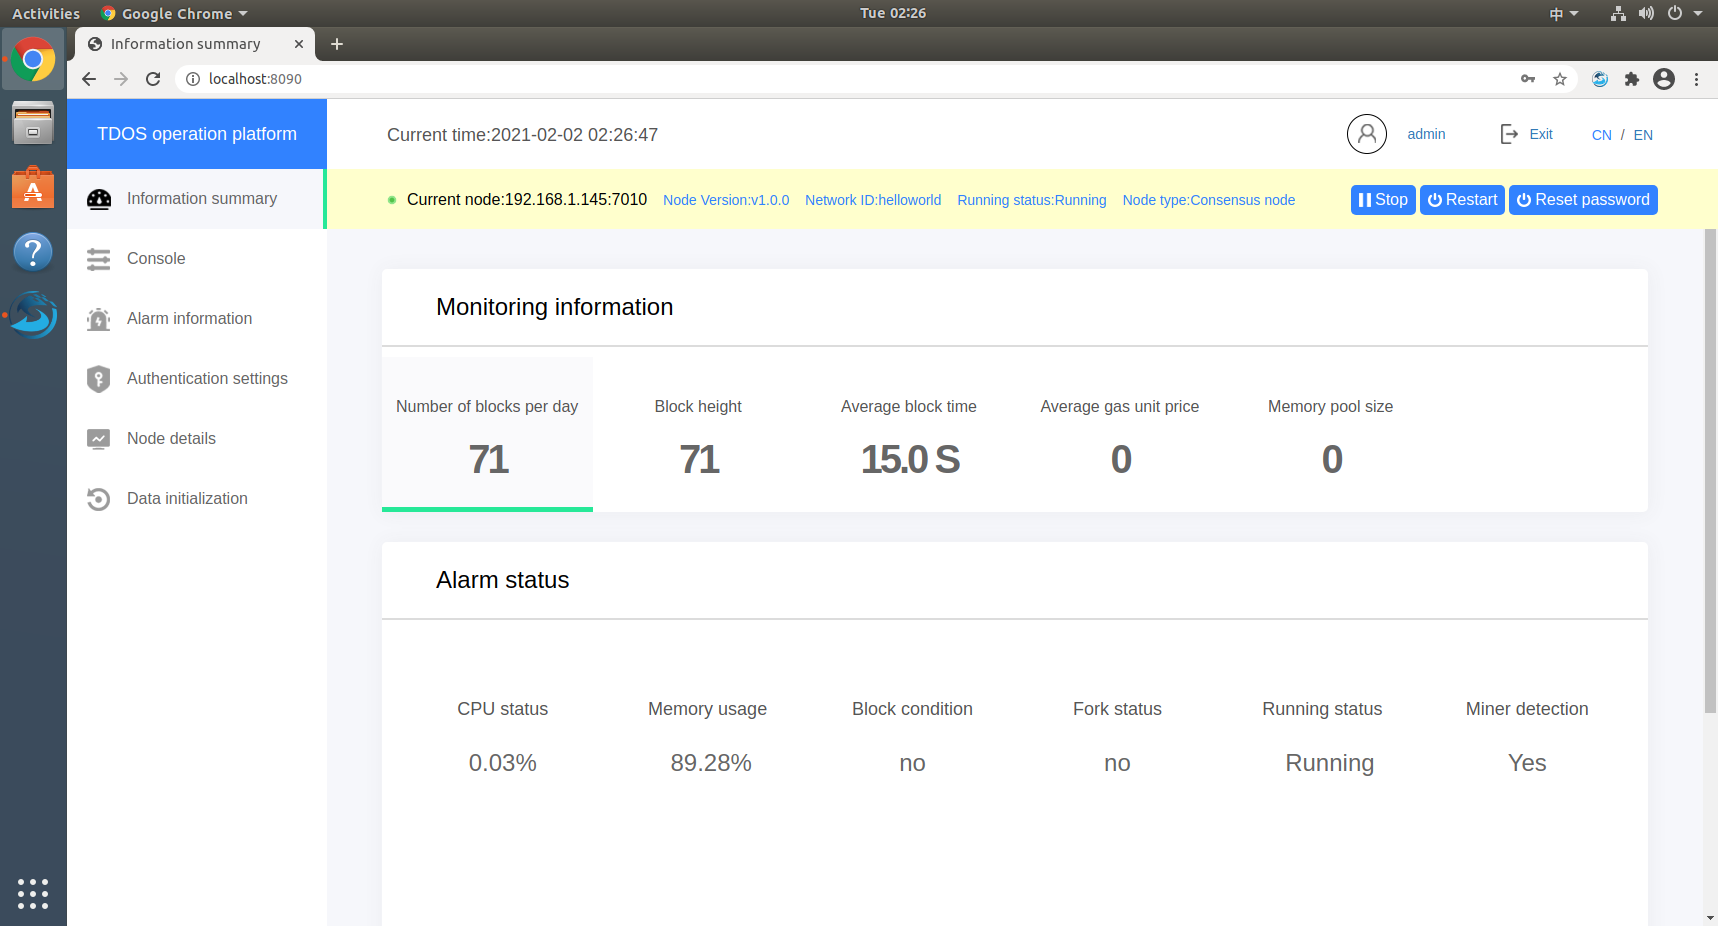 Activities Google Chrome Tue 02:26 中
Information summary
localhost:8090
TDOS operation platform Current time:2021-02-02 02:26:47 admin Exit CN / EN
Information summary Current node:192.168.1.145:7010 Node Version:v1.0.0 Network ID:helloworld Running status:Running Node type:Consensus node Stop Restart Reset password
Console
Alarm information
Authentication settings
Node details
Data initialization
Monitoring information
Number of blocks per day Block height Average block time Average gas unit price Memory pool size
71 71 15.0 S 0 0
Alarm status
CPU status Memory usage Block condition Fork status Running status Miner detection
0.03% 89.28% no no Running Yes